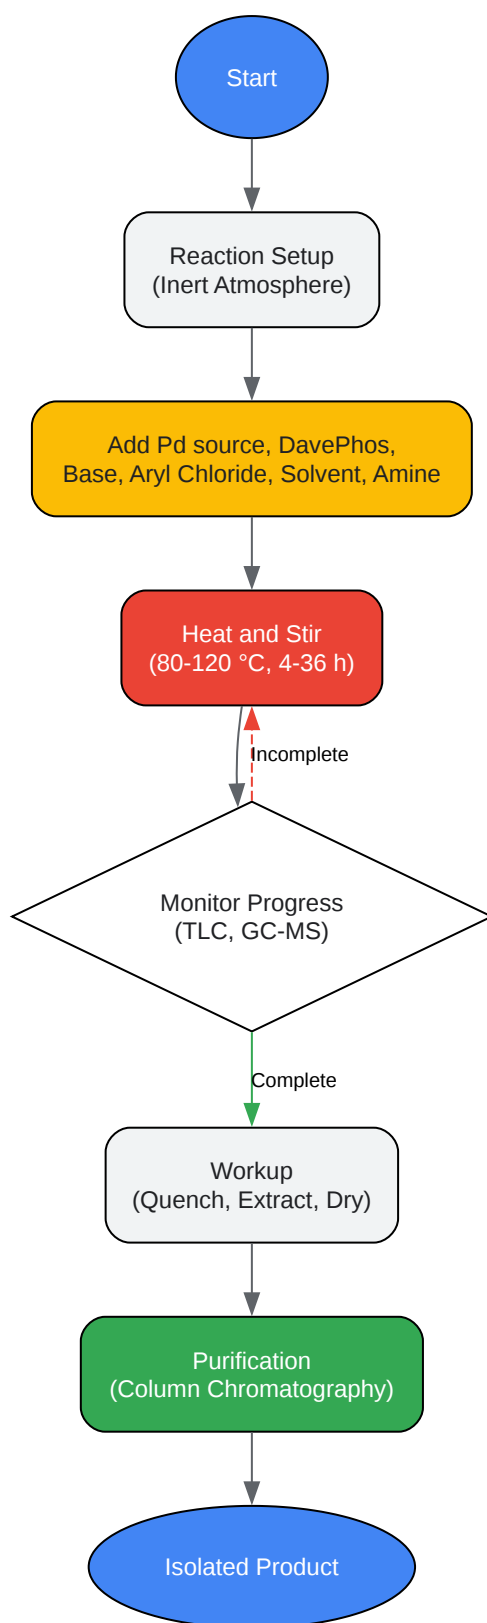 Start
Reaction Setup
(Inert Atmosphere)
Add Pd source, DavePhos,
Base, Aryl Chloride, Solvent, Amine
Heat and Stir
(80-120 °C, 4-36 h)
Incomplete
Monitor Progress
(TLC, GC-MS)
Complete
Workup
(Quench, Extract, Dry)
Purification
(Column Chromatography)
Isolated Product